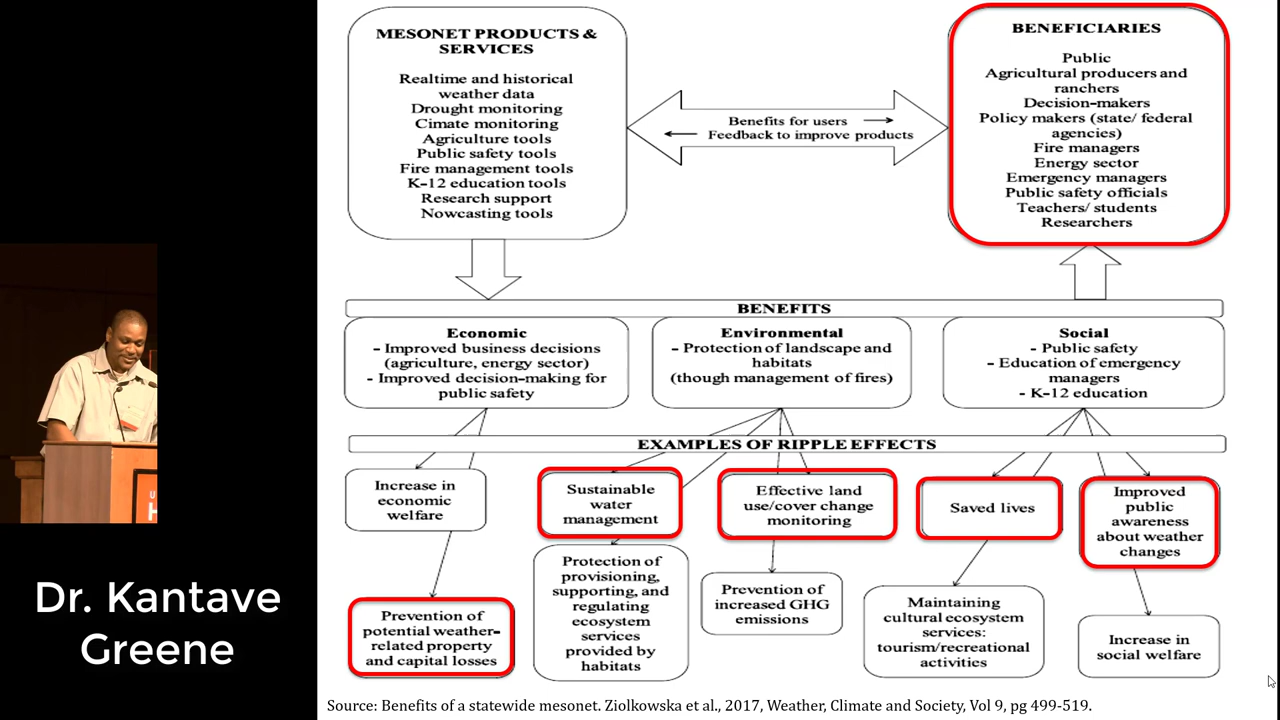 MESONET PRODUCTS &
SERVICES
Realtime and historical
weather data
Drought monitoring
Cimate monitoring
Agriculture tools
Public safety tools
Fire management tools
K-12 education tools
Research support
Nowcasting tools
Benefits for users
Feedback to improve products
BENEFICIARIES
Public
Agricultural producers and
ranchers
Decision-makers
Policy makers (state/ federal
agencies)
Fire managers
Energy sector
Emergency managers
Public safety officials
Teachers/ students
Researchers
BENEFITS
Economic
- Improved business decisions
(agriculture, energy sector)
- Improved decision-making for
public safety
Environmental
- Protection of landscape and
habitats
(though management of fires)
Social
- Public safety
- Education of emergency
managers
- K-12 education
EXAMPLES OF RIPPLE EFFECTS
Increase in
economic
welfare
Sustainable
water
management
Effective land
use/cover change
monitoring
Saved lives
Improved
public
awareness
about weather
changes
Prevention of
potential weather-
related property
and capital losses
Protection of
provisioning,
supporting, and
regulating
ecosystem
services
provided by
habitats
Prevention of
increased GHG
emissions
Maintaining
cultural ecosystem
services:
tourism/recreational
activities
Increase in
social welfare
Source: Benefits of a statewide mesonet. Ziolkowska et al., 2017, Weather, Climate and Society, Vol 9, pg 499-519.
Dr. Kantave
Greene